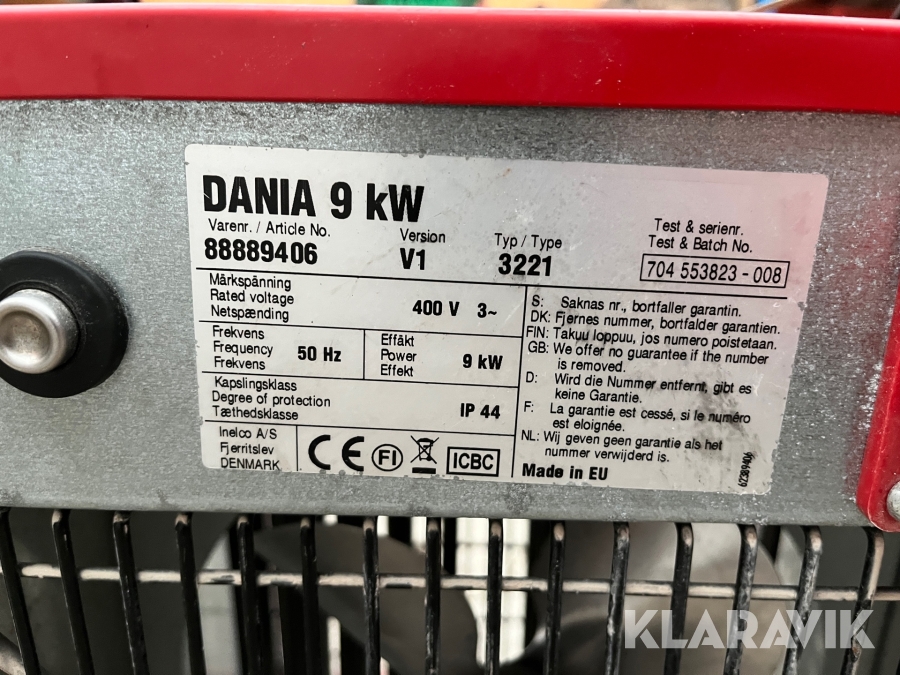 DANIA 9 kW
Varenr. / Article No.
88889406
Version
V1
Typ / Type
3221
Test & serienr.
Test & Batch No.
704 553823 - 008
Märkspänning
Rated voltage
Netspænding
400 V 3~
Frekvens
Frequency
Frekvens
50 Hz
Effäkt
Power
Effekt
9 kW
Kapslingsklass
Degree of protection
Tæthedsklasse
IP 44
Inelco A/S
Fjerritslev
DENMARK
CE
FI
ICBC
S: Saknas nr., bortfaller garantin.
DK: Fjernes nummer, bortfalder garantien.
FIN: Takuu loppuu, jos numero poistetaan.
GB: We offer no guarantee if the number
is removed.
D: Wird die Nummer entfernt, gibt es
keine Garantie.
F: La garantie est cessé, si le numéro
est eloignée.
NL: Wij geven geen garantie als het
nummer verwijderd is.
Made in EU
62389406
KLARAVIK